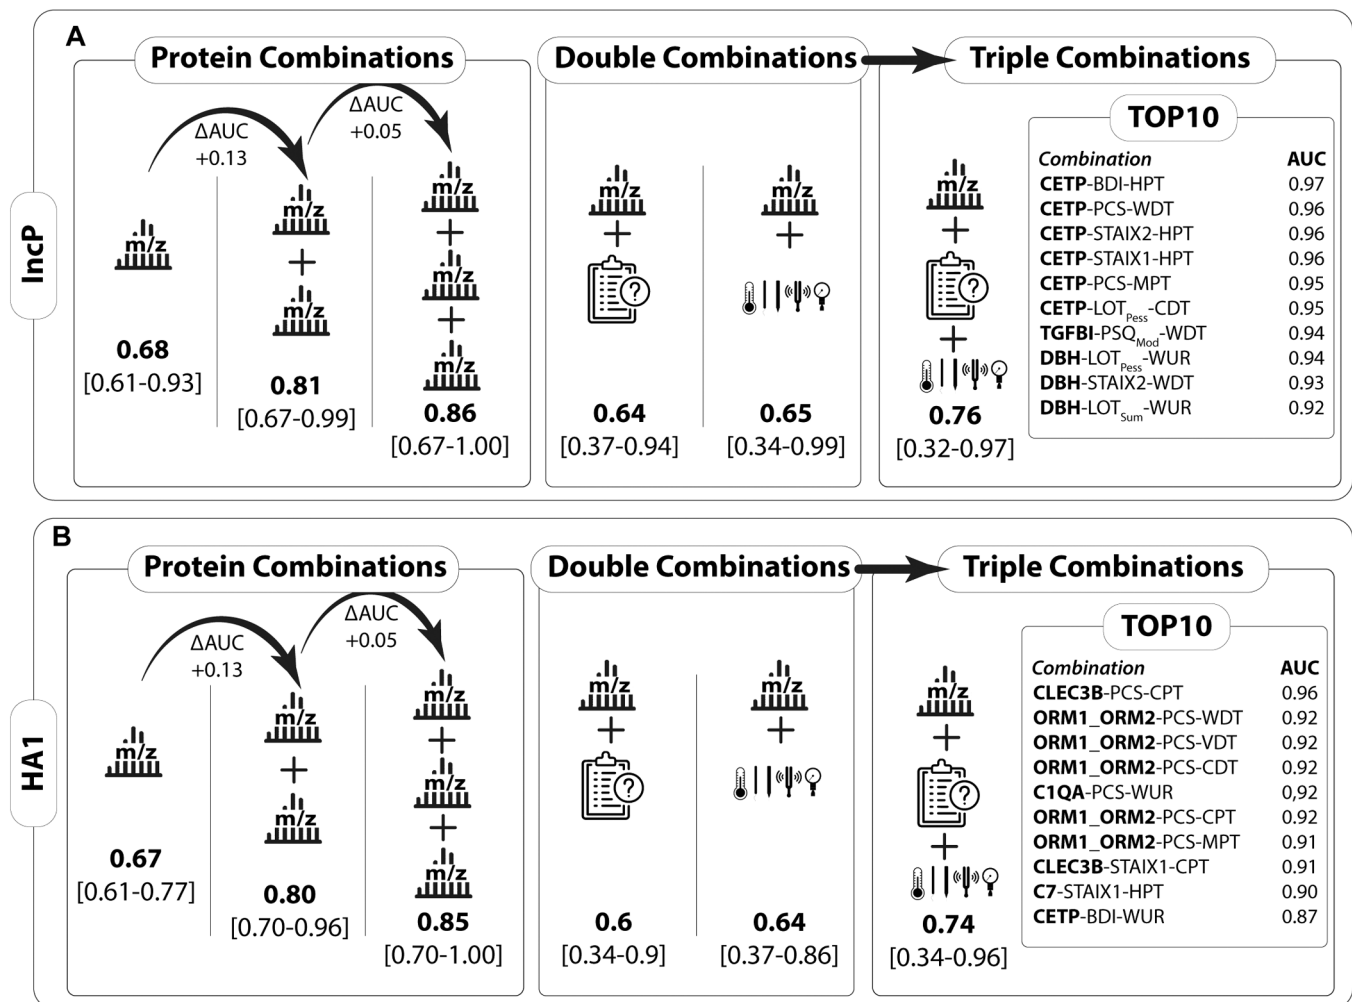 A
Protein Combinations
Double Combinations
Triple Combinations
IncP
ΔAUC
+0.13
ΔAUC
+0.05
m/z
0.68
[0.61-0.93]
m/z
+
m/z
0.81
[0.67-0.99]
m/z
+
m/z
+
m/z
0.86
[0.67-1.00]
m/z
+
?
0.64
[0.37-0.94]
m/z
+
0.65
[0.34-0.99]
m/z
+
?
+
0.76
[0.32-0.97]
TOP10
Combination AUC
CETP-BDI-HPT 0.97
CETP-PCS-WDT 0.96
CETP-STAIX2-HPT 0.96
CETP-STAIX1-HPT 0.96
CETP-PCS-MPT 0.95
CETP-LOTPess-CDT 0.95
TGFBI-PSQMod-WDT 0.94
DBH-LOTPess-WUR 0.94
DBH-STAIX2-WDT 0.93
DBH-LOTSum-WUR 0.92
B
Protein Combinations
Double Combinations
Triple Combinations
HA1
ΔAUC
+0.13
ΔAUC
+0.05
m/z
0.67
[0.61-0.77]
m/z
+
m/z
0.80
[0.70-0.96]
m/z
+
m/z
+
m/z
0.85
[0.70-1.00]
m/z
+
?
0.6
[0.34-0.9]
m/z
+
0.64
[0.37-0.86]
m/z
+
?
+
0.74
[0.34-0.96]
TOP10
Combination AUC
CLEC3B-PCS-CPT 0.96
ORM1_ORM2-PCS-WDT 0.92
ORM1_ORM2-PCS-VDT 0.92
ORM1_ORM2-PCS-CDT 0.92
C1QA-PCS-WUR 0,92
ORM1_ORM2-PCS-CPT 0.92
ORM1_ORM2-PCS-MPT 0.91
CLEC3B-STAIX1-CPT 0.91
C7-STAIX1-HPT 0.90
CETP-BDI-WUR 0.87